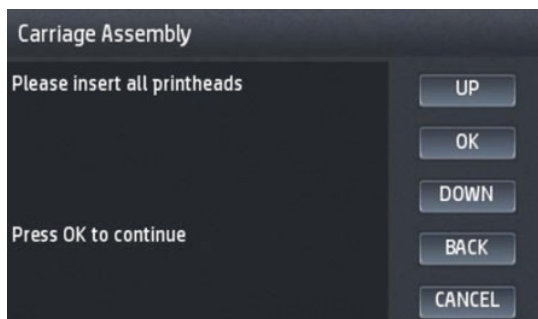 Carriage Assembly
Please insert all printheads
Press OK to continue
UP
OK
DOWN
BACK
CANCEL